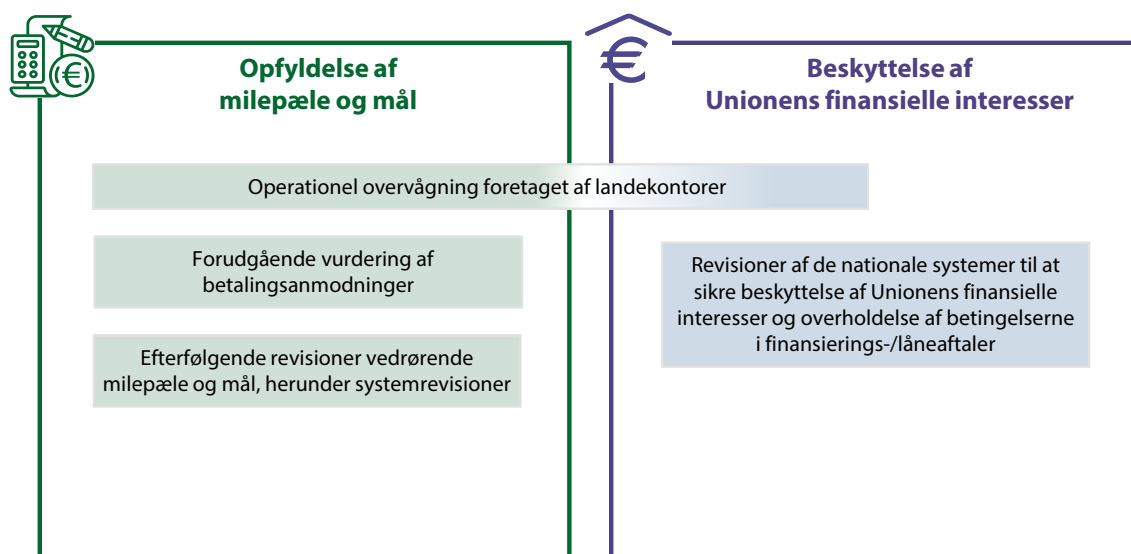 Opfyldelse af
milepæle og mål
Beskyttelse af
Unionens finansielle interesser
Operationel overvågning foretaget af landekontorer
Forudgående vurdering af
betalingsanmodninger
Efterfølgende revisioner vedrørende
milepæle og mål, herunder systemrevisioner
Revisioner af de nationale systemer til at
sikre beskyttelse af Unionens finansielle
interesser og overholdelse af betingelserne
i finansierings-/låneaftaler